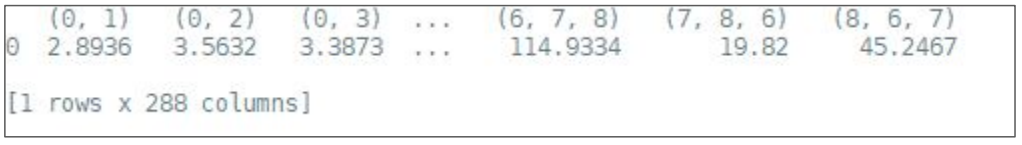 (0, 1) (0, 2) (0, 3) ... (6, 7, 8) (7, 8, 6) (8, 6, 7)
0 2.8936 3.5632 3.3873 ... 114.9334 19.82 45.2467
[1 rows x 288 columns]